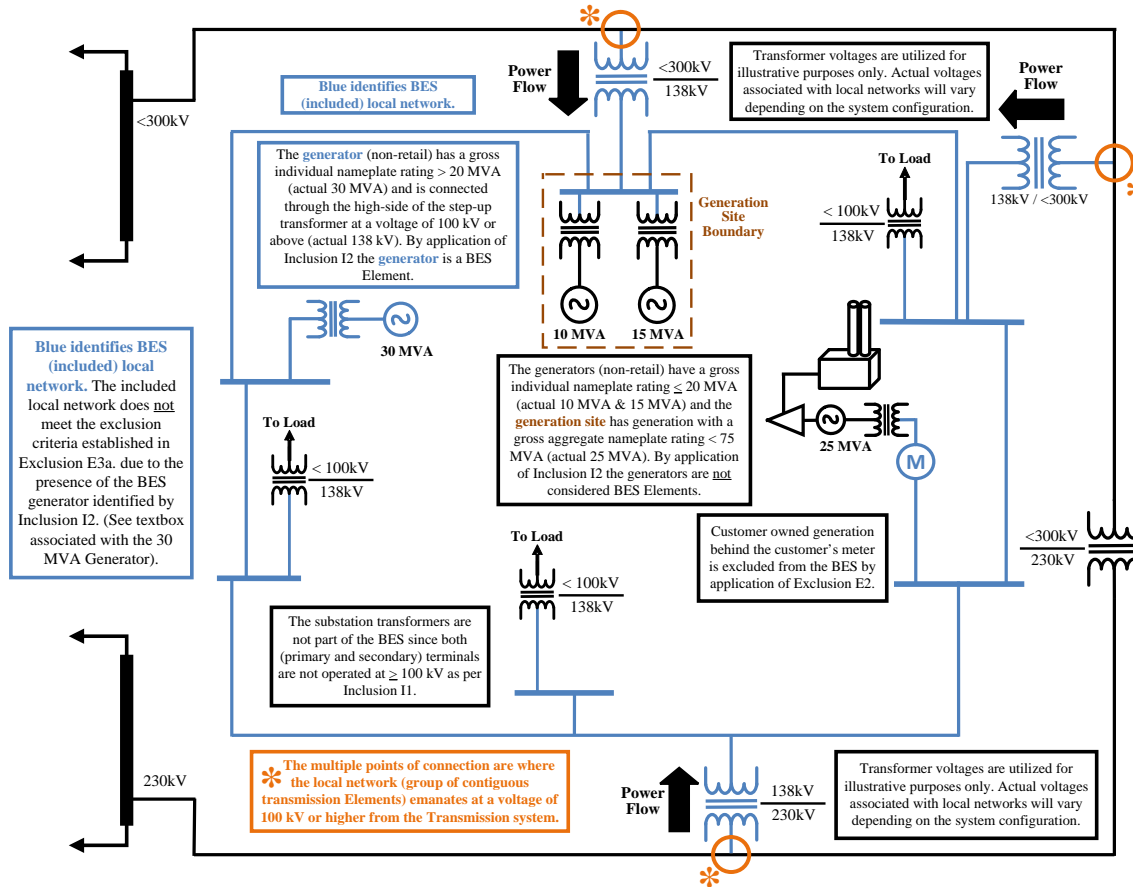 *
Power
Flow
<300kV
138kV
Transformer voltages are utilized for
illustrative purposes only. Actual voltages
associated with local networks will vary
depending on the system configuration.
Power
Flow
Blue identifies BES
(included) local network.
<300kV
The generator (non-retail) has a gross
individual nameplate rating > 20 MVA
(actual 30 MVA) and is connected
through the high-side of the step-up
transformer at a voltage of 100 kV or
above (actual 138 kV). By application of
Inclusion I2 the generator is a BES
Element.
To Load
< 100kV
138kV
138kV / <300kV
*
Generation
Site
Boundary
10 MVA
15 MVA
30 MVA
Blue identifies BES
(included) local
network. The included
local network does not
meet the exclusion
criteria established in
Exclusion E3a. due to the
presence of the BES
generator identified by
Inclusion I2. (See textbox
associated with the 30
MVA Generator).
The generators (non-retail) have a gross
individual nameplate rating ≤ 20 MVA
(actual 10 MVA & 15 MVA) and the
generation site has generation with a
gross aggregate nameplate rating < 75
MVA (actual 25 MVA). By application
of Inclusion I2 the generators are not
considered BES Elements.
25 MVA
M
To Load
< 100kV
138kV
To Load
< 100kV
138kV
Customer owned generation
behind the customer's meter
is excluded from the BES by
application of Exclusion E2.
<300kV
230kV
The substation transformers are
not part of the BES since both
(primary and secondary) terminals
are not operated at ≥ 100 kV as per
Inclusion I1.
230kV
* The multiple points of connection are where
the local network (group of contiguous
transmission Elements) emanates at a voltage of
100 kV or higher from the Transmission system.
Power
Flow
138kV
230kV
Transformer voltages are utilized for
illustrative purposes only. Actual voltages
associated with local networks will vary
depending on the system configuration.
*